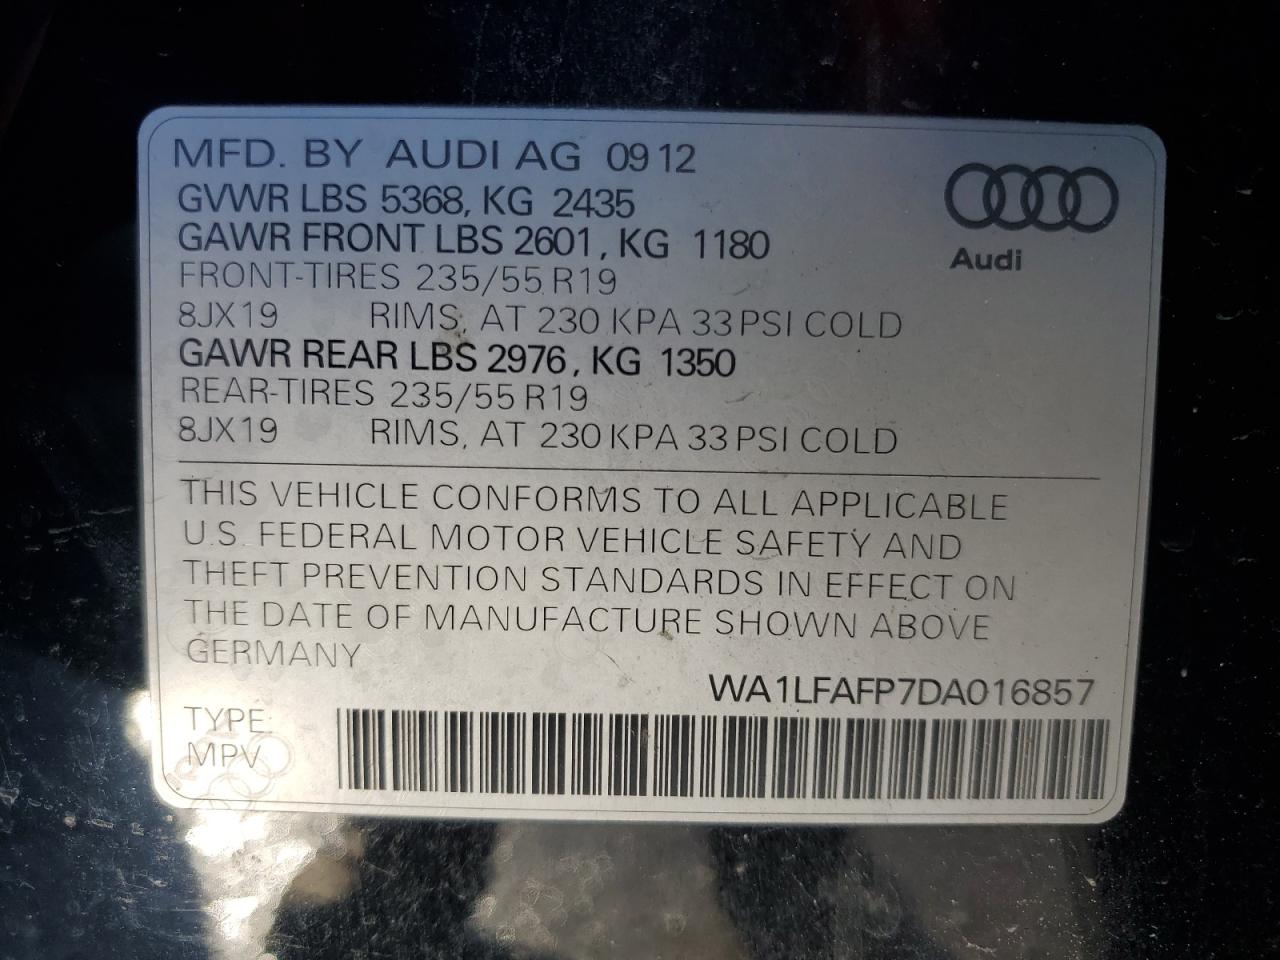 MFD. BY AUDI AG 09 12
GVWR LBS 5368, KG 2435
GAWR FRONT LBS 2601, KG 1180
FRONT-TIRES 235/55 R19
8JX19 RIMS, AT 230 KPA 33 PSI COLD
GAWR REAR LBS 2976, KG 1350
REAR-TIRES 235/55 R19
8JX19 RIMS, AT 230 KPA 33 PSI COLD
Audi
THIS VEHICLE CONFORMS TO ALL APPLICABLE
U.S. FEDERAL MOTOR VEHICLE SAFETY AND
THEFT PREVENTION STANDARDS IN EFFECT ON
THE DATE OF MANUFACTURE SHOWN ABOVE
GERMANY
WA1LFAFP7DA016857
TYPE:
MPV